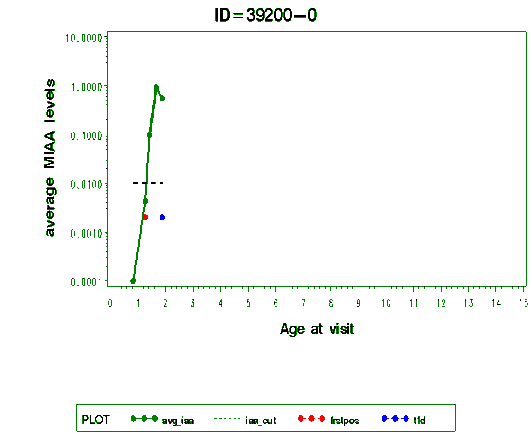 ID=39200-0
10.0000
1.0000
0.1000
0.0100
0.0010
0.0001
average MIAA levels
0 1 2 3 4 5 6 7 8 9 10 11 12 13 14 15
Age at visit
PLOT avg_iaa iaa_cut frstpos tfd